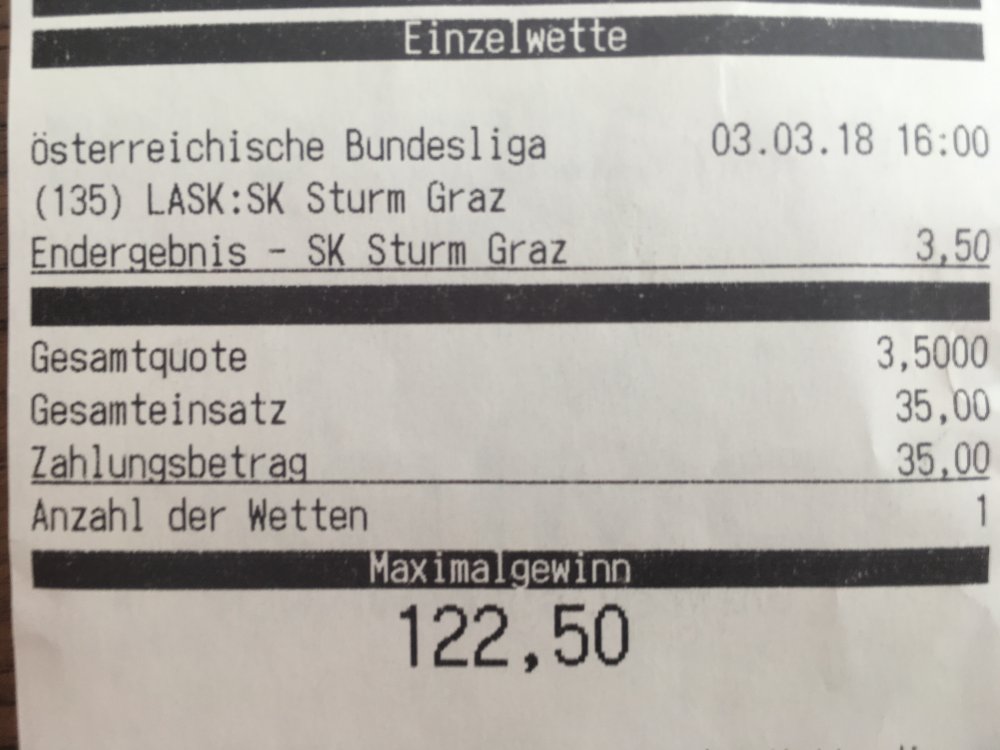 Einzelwette
österreichische Bundesliga 03.03.18 16:00
(135) LASK:SK Sturm Graz
Endergebnis - SK Sturm Graz 3,50
Gesamtquote 3,5000
Gesamteinsatz 35,00
Zahlungsbetrag 35,00
Anzahl der Wetten 1
Maximalgewinn
122,50